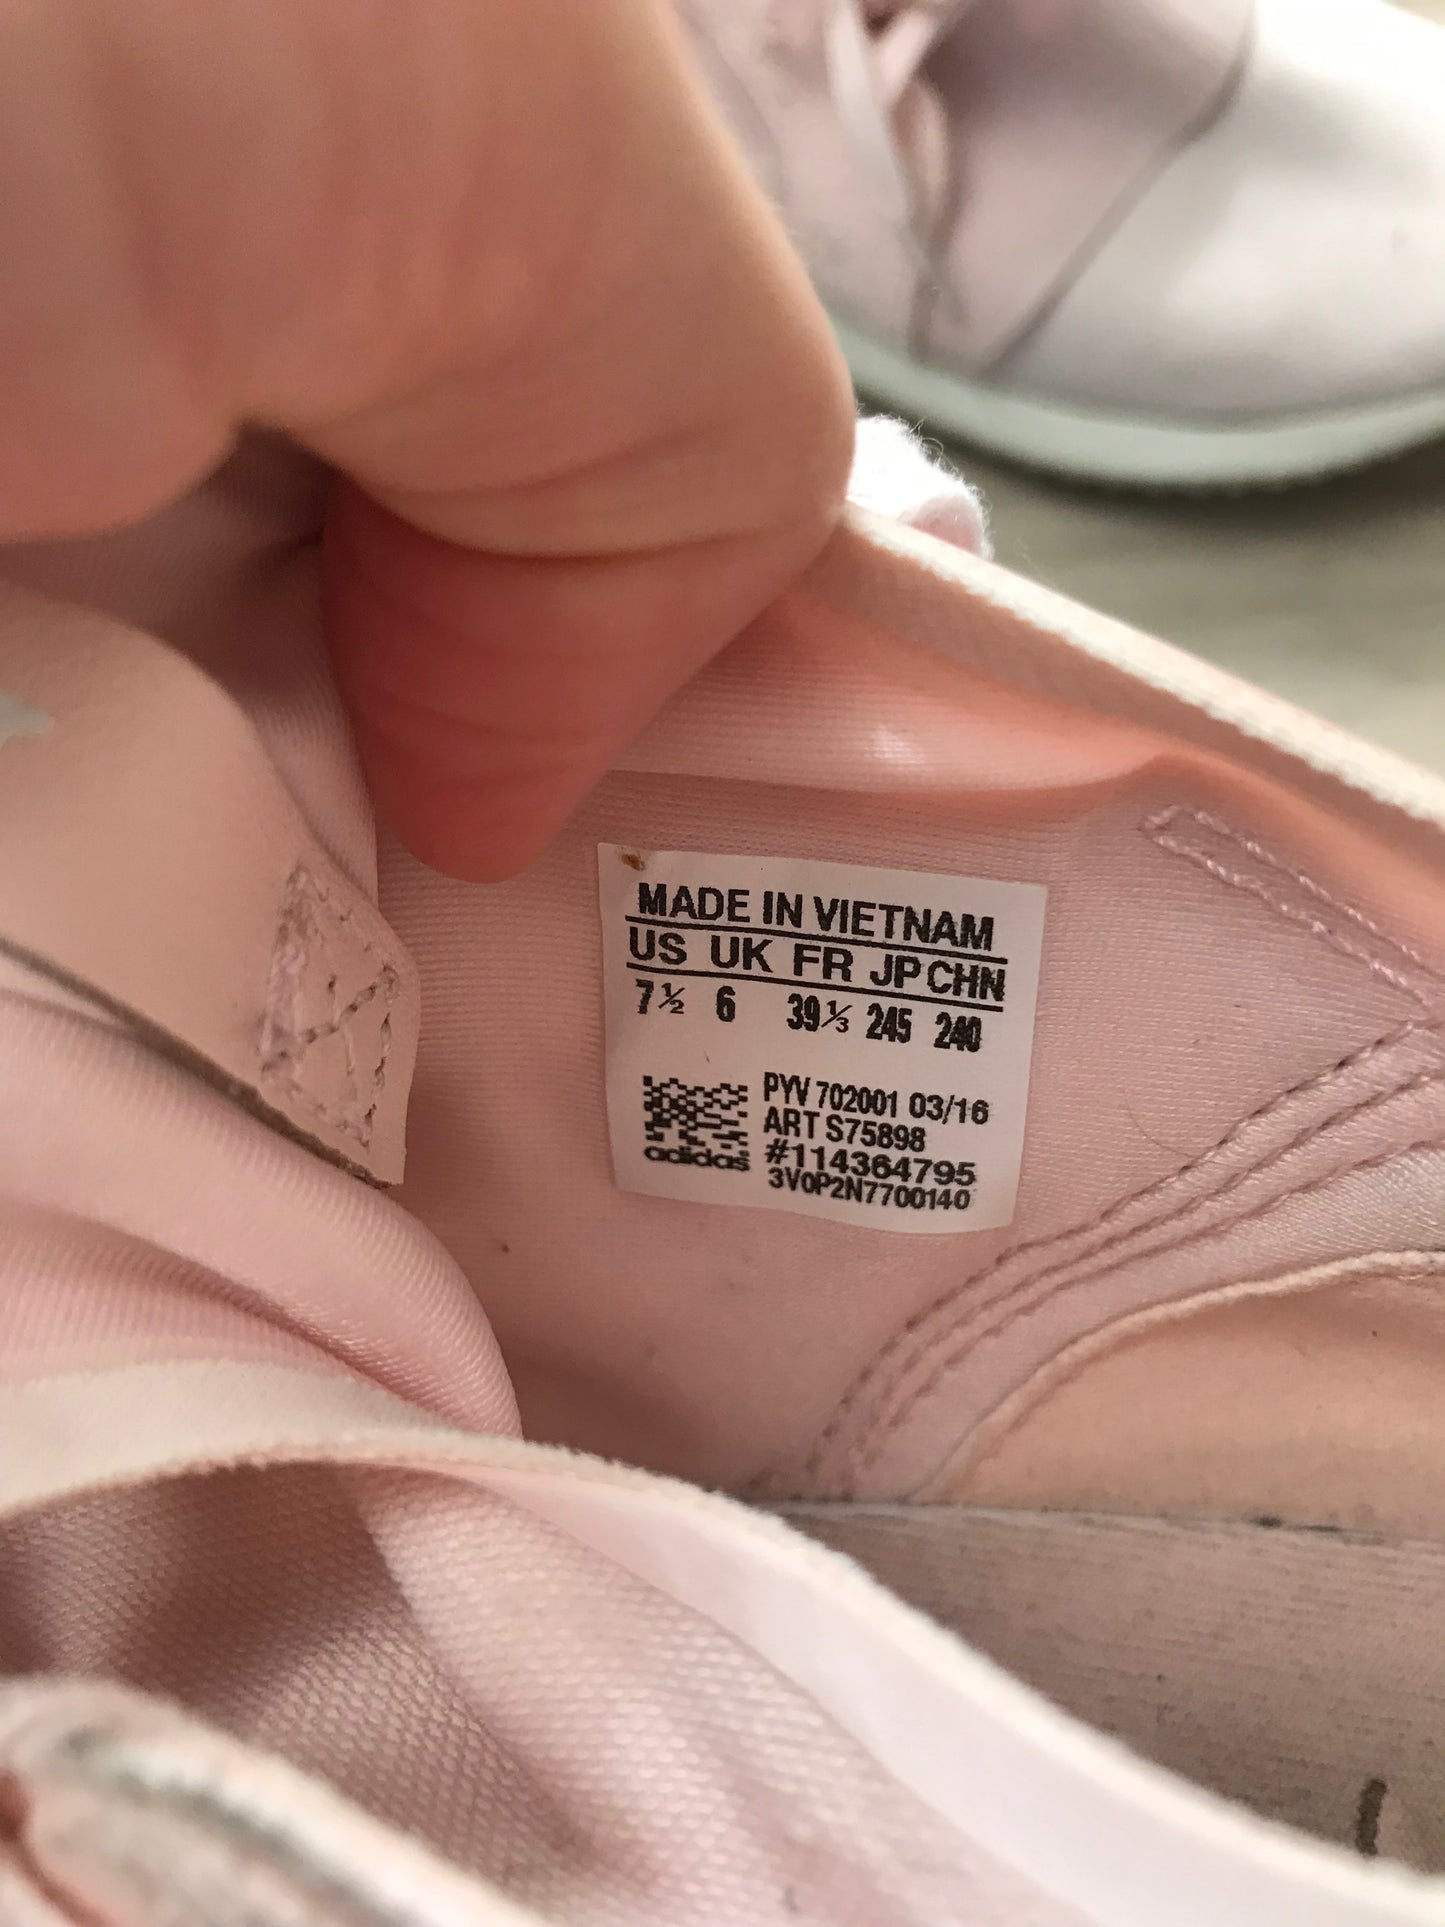 MADE IN VIETNAM
US UK FR JP CHN
7½ 6 39⅓ 245 240
PYV 702001 03/16
ART S75898
#114364795
3V0P2N7700140
adidas